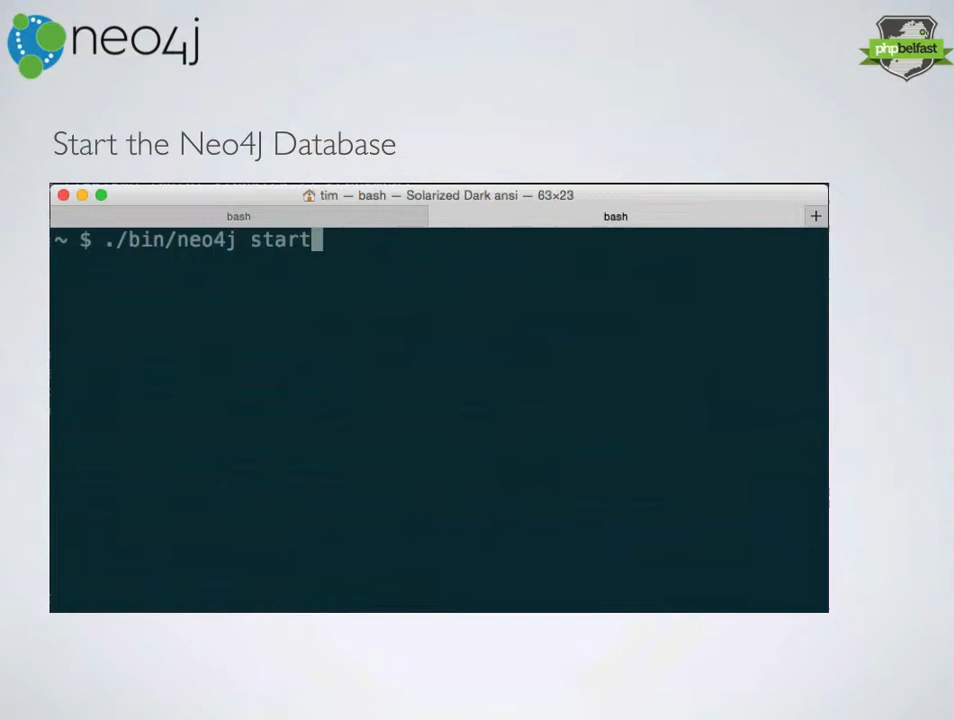 neo4j
phpbelfast
Start the Neo4J Database
tim — bash — Solarized Dark ansi — 63×23
bash
bash
+
~ $ ./bin/neo4j start